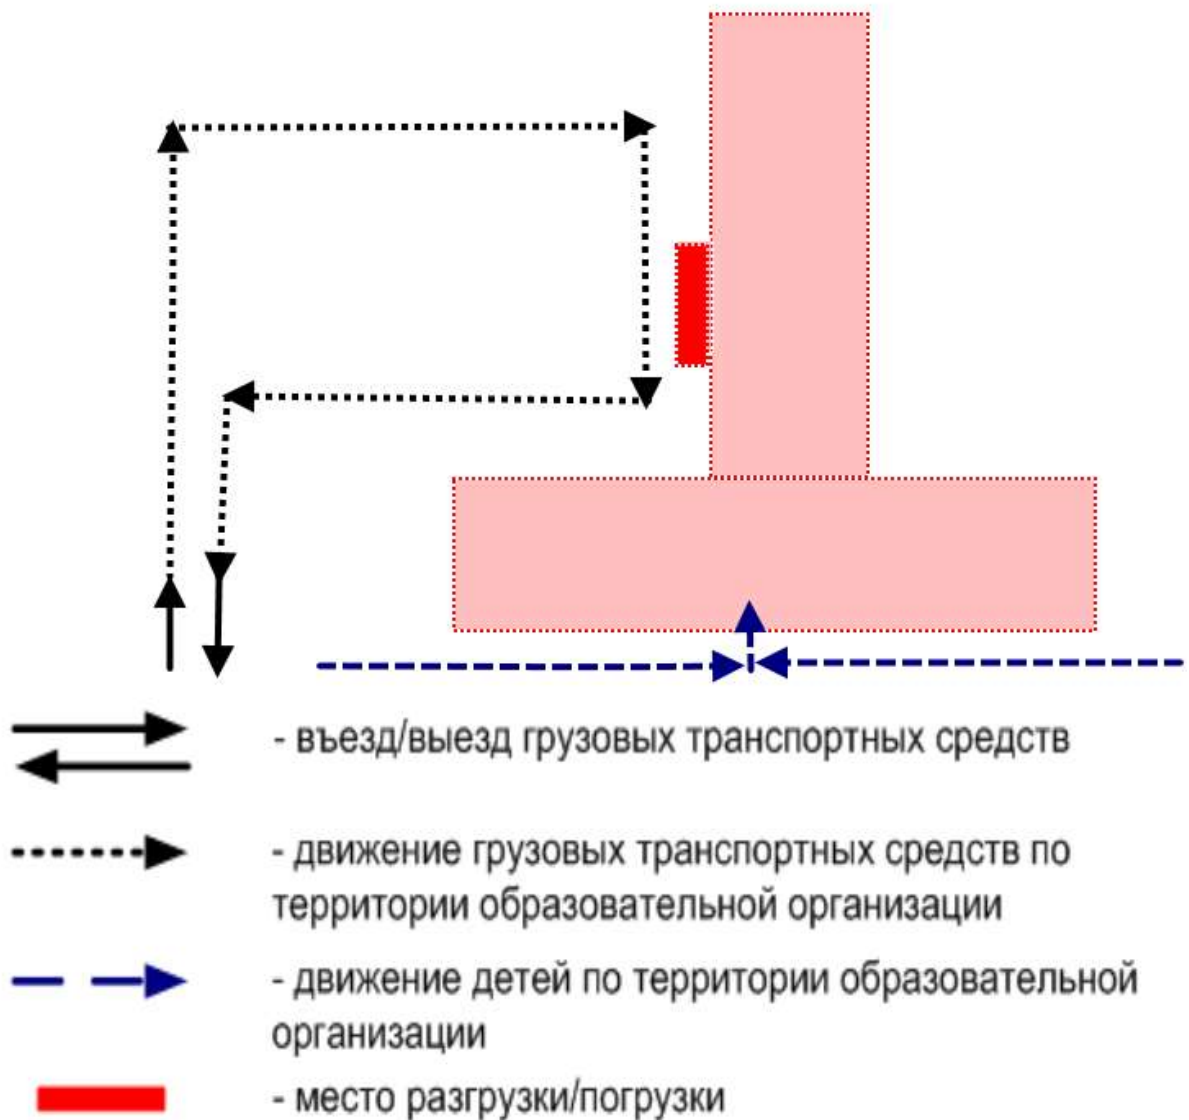 - въезд/выезд грузовых транспортных средств
- движение грузовых транспортных средств по
территории образовательной организации
- движение детей по территории образовательной
организации
- место разгрузки/погрузки